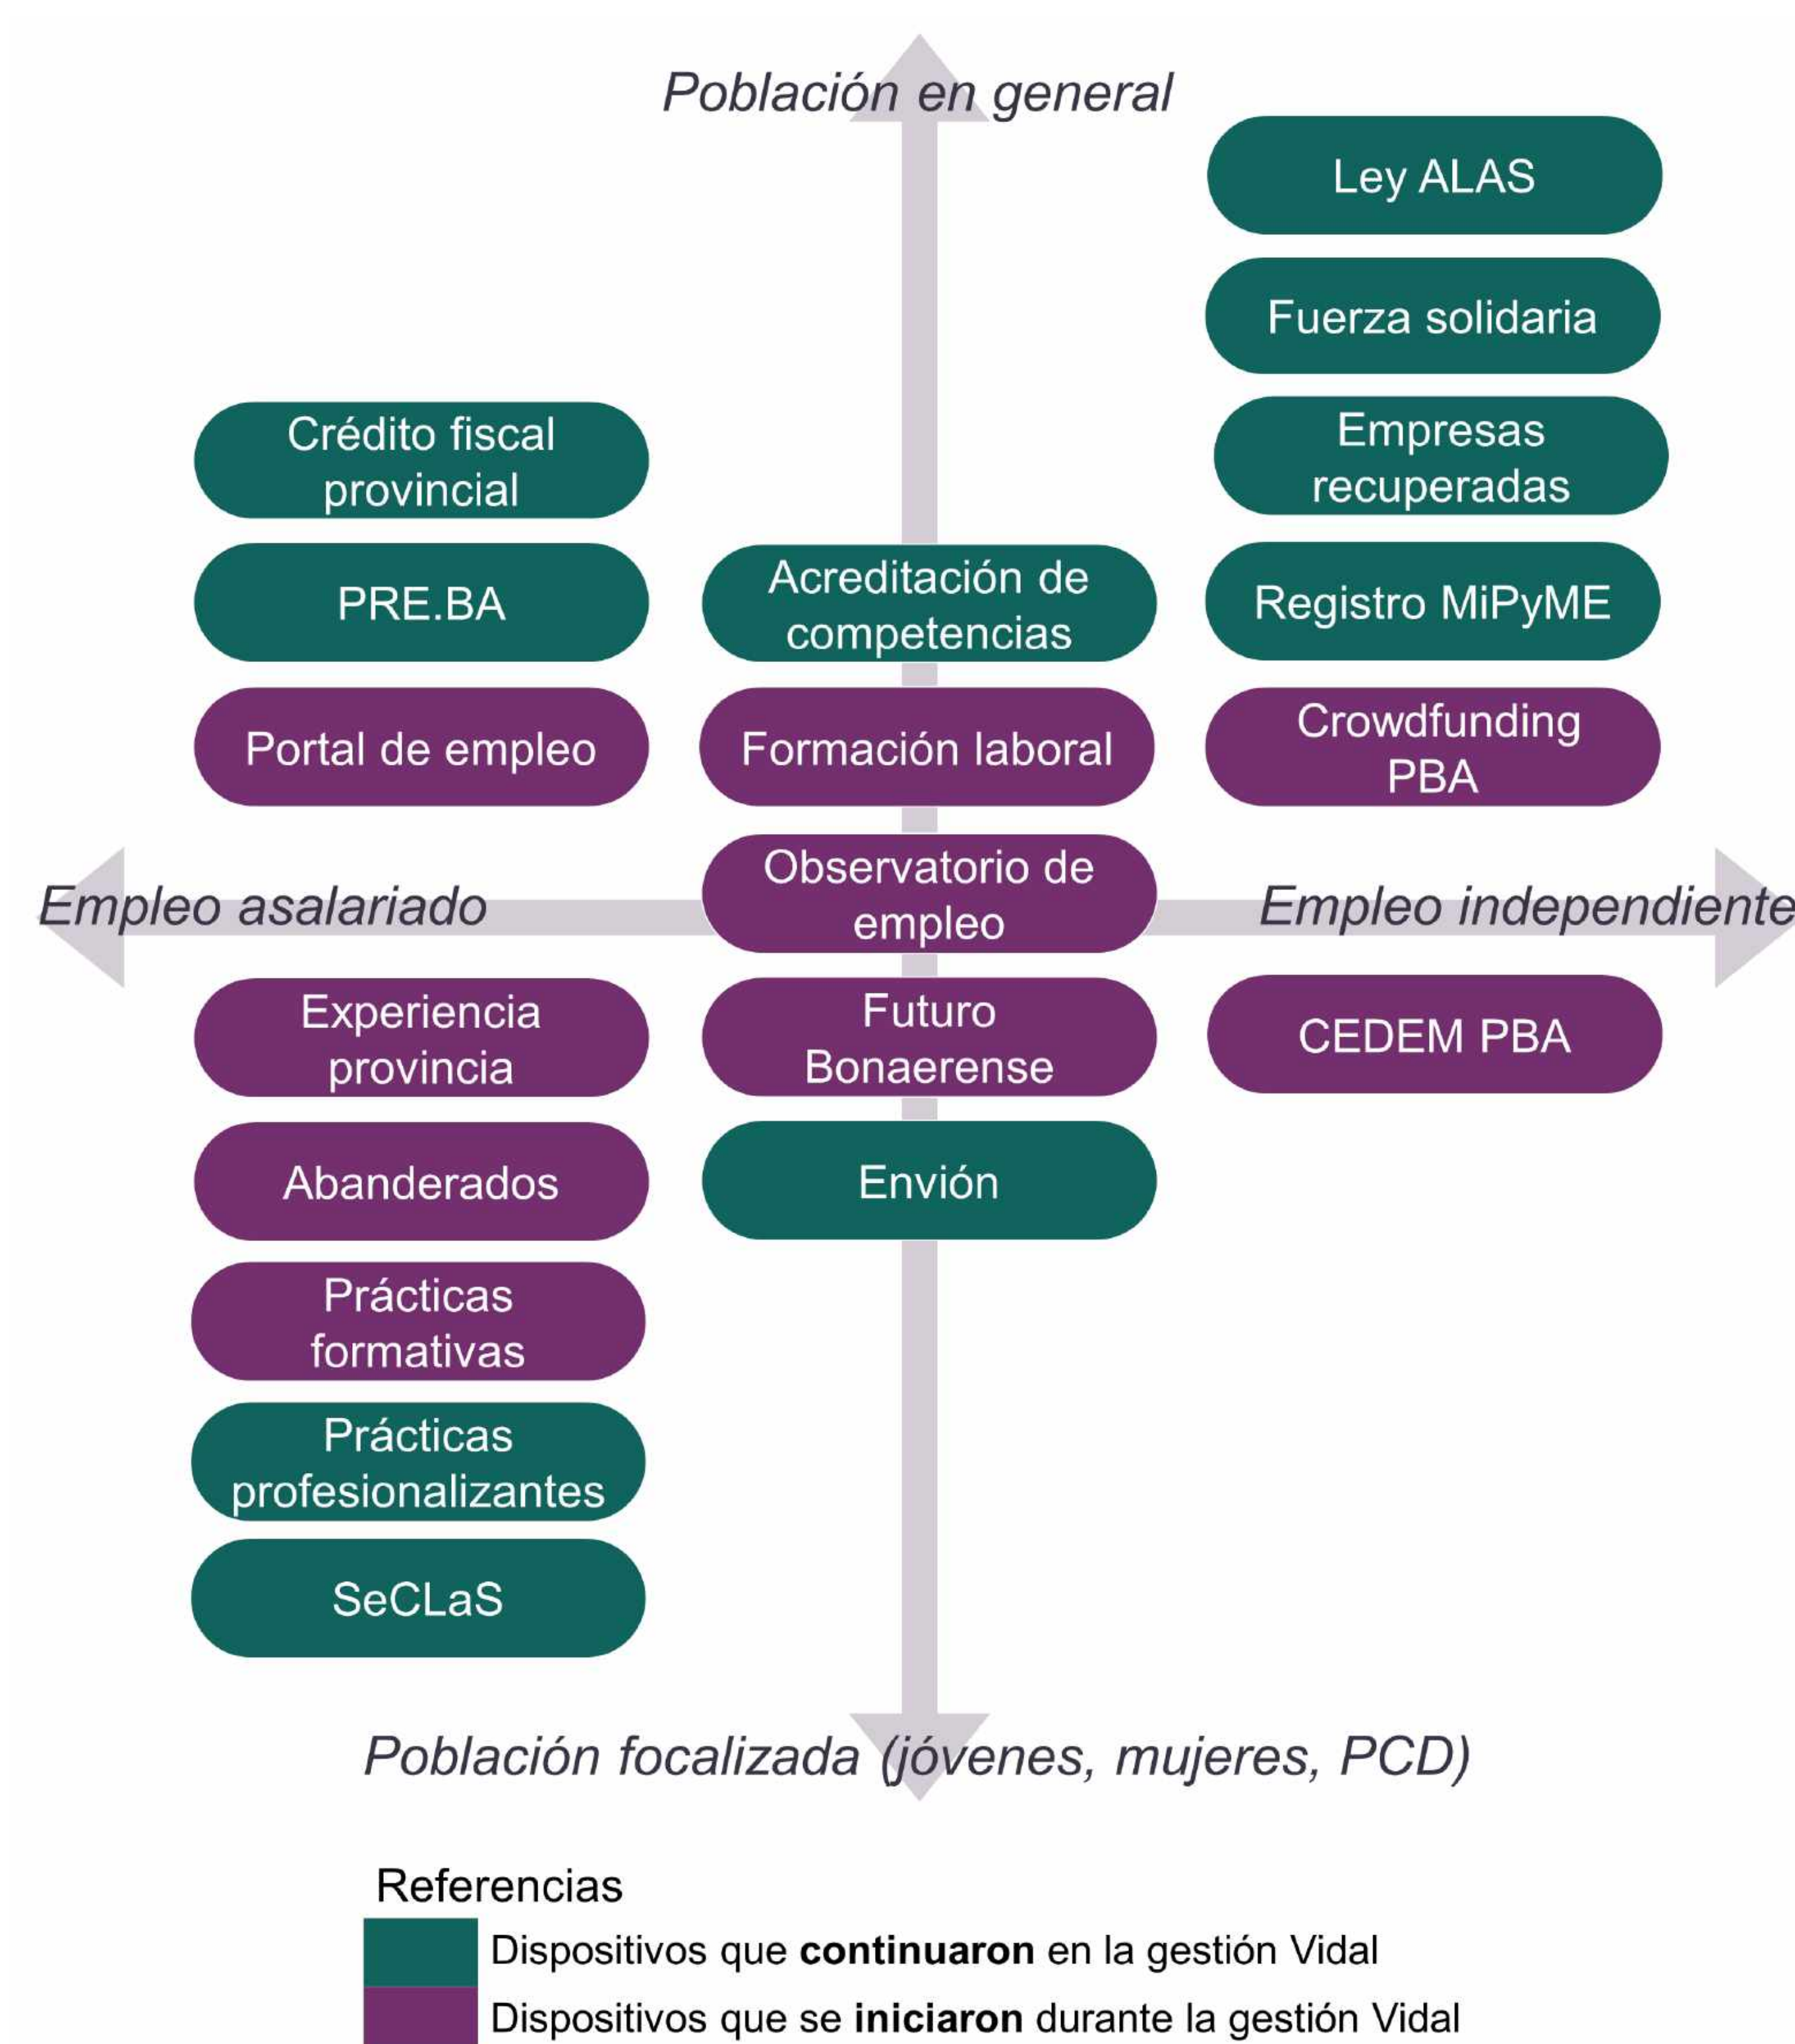 Población en general
Ley ALAS
Fuerza solidaria
Crédito fiscal
provincial
Empresas
recuperadas
PRE.BA
Acreditación de
competencias
Registro MiPyME
Portal de empleo
Formación laboral
Crowdfunding
PBA
Empleo asalariado
Observatorio de
empleo
Empleo independiente
Experiencia
provincia
Futuro
Bonaerense
CEDEM PBA
Abanderados
Envión
Prácticas
formativas
Prácticas
profesionalizantes
SeCLaS
Población focalizada (jóvenes, mujeres, PCD)
Referencias
Dispositivos que continuaron en la gestión Vidal
Dispositivos que se iniciaron durante la gestión Vidal